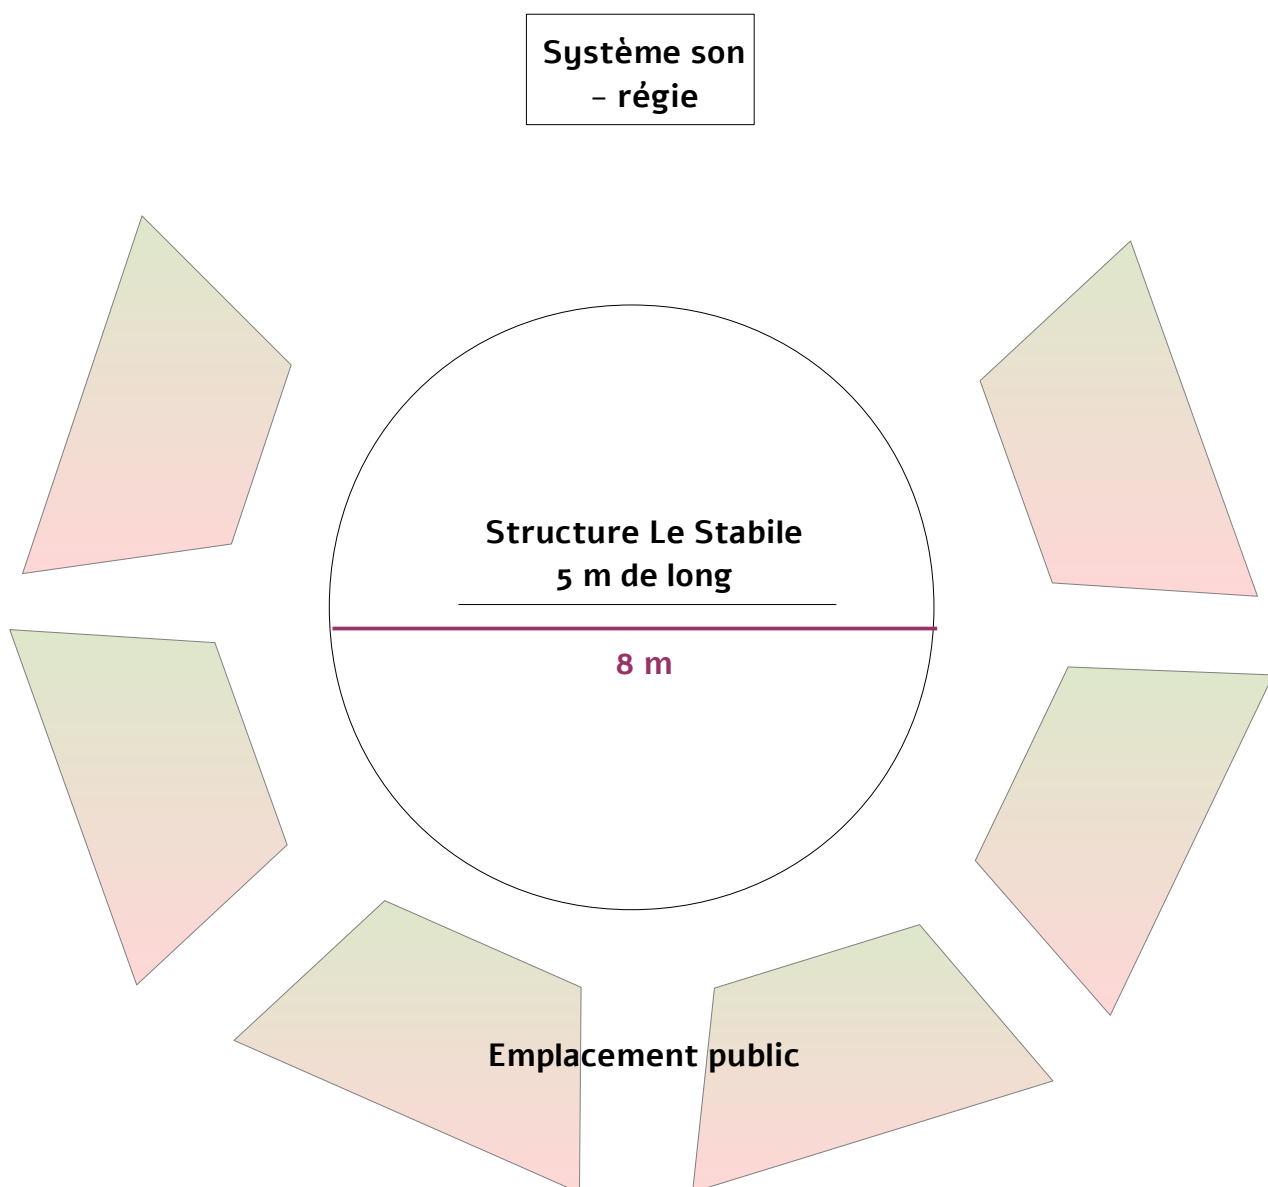 Système son
– régie
Structure Le Stabile
5 m de long
8 m
Emplacement public